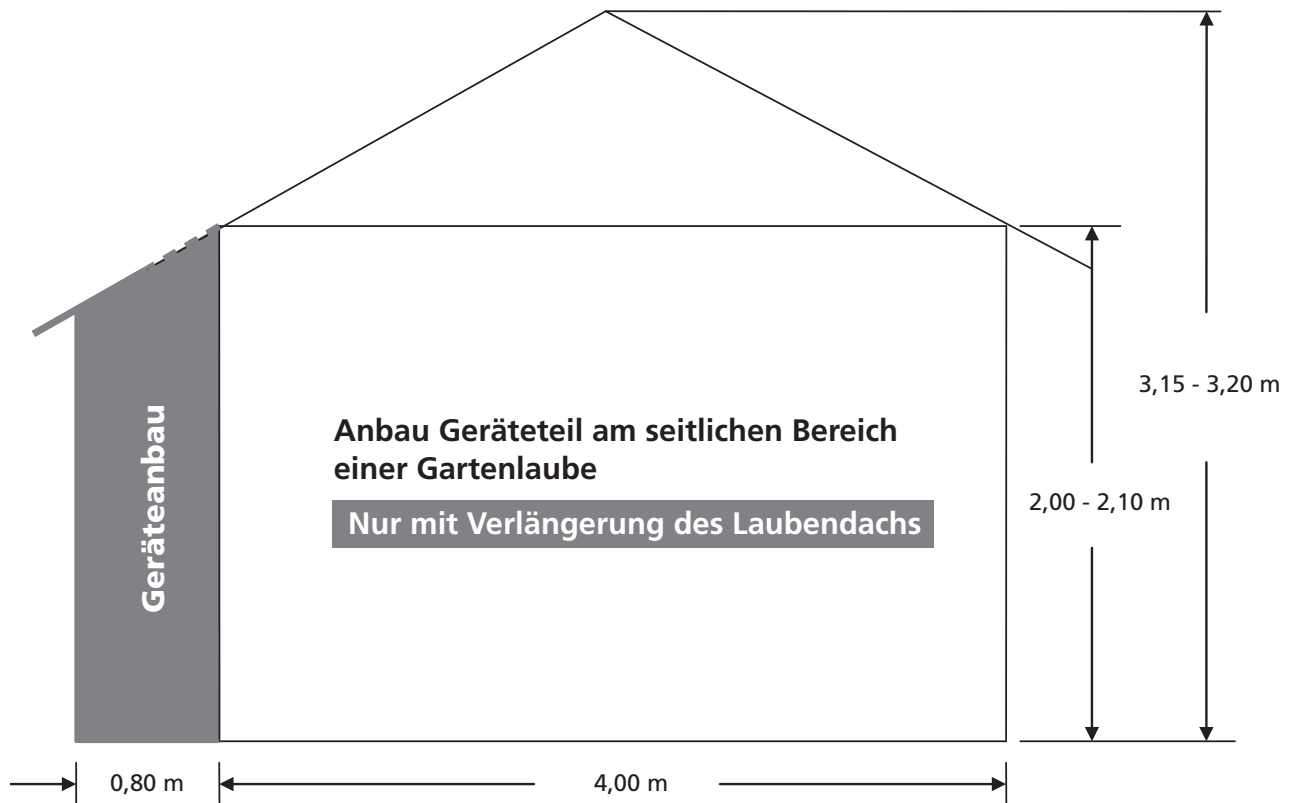 3,15 - 3,20 m
Anbau Geräteteil am seitlichen Bereich
einer Gartenlaube
Nur mit Verlängerung des Laubendachs
2,00 - 2,10 m
Geräteanbau
0,80 m
4,00 m